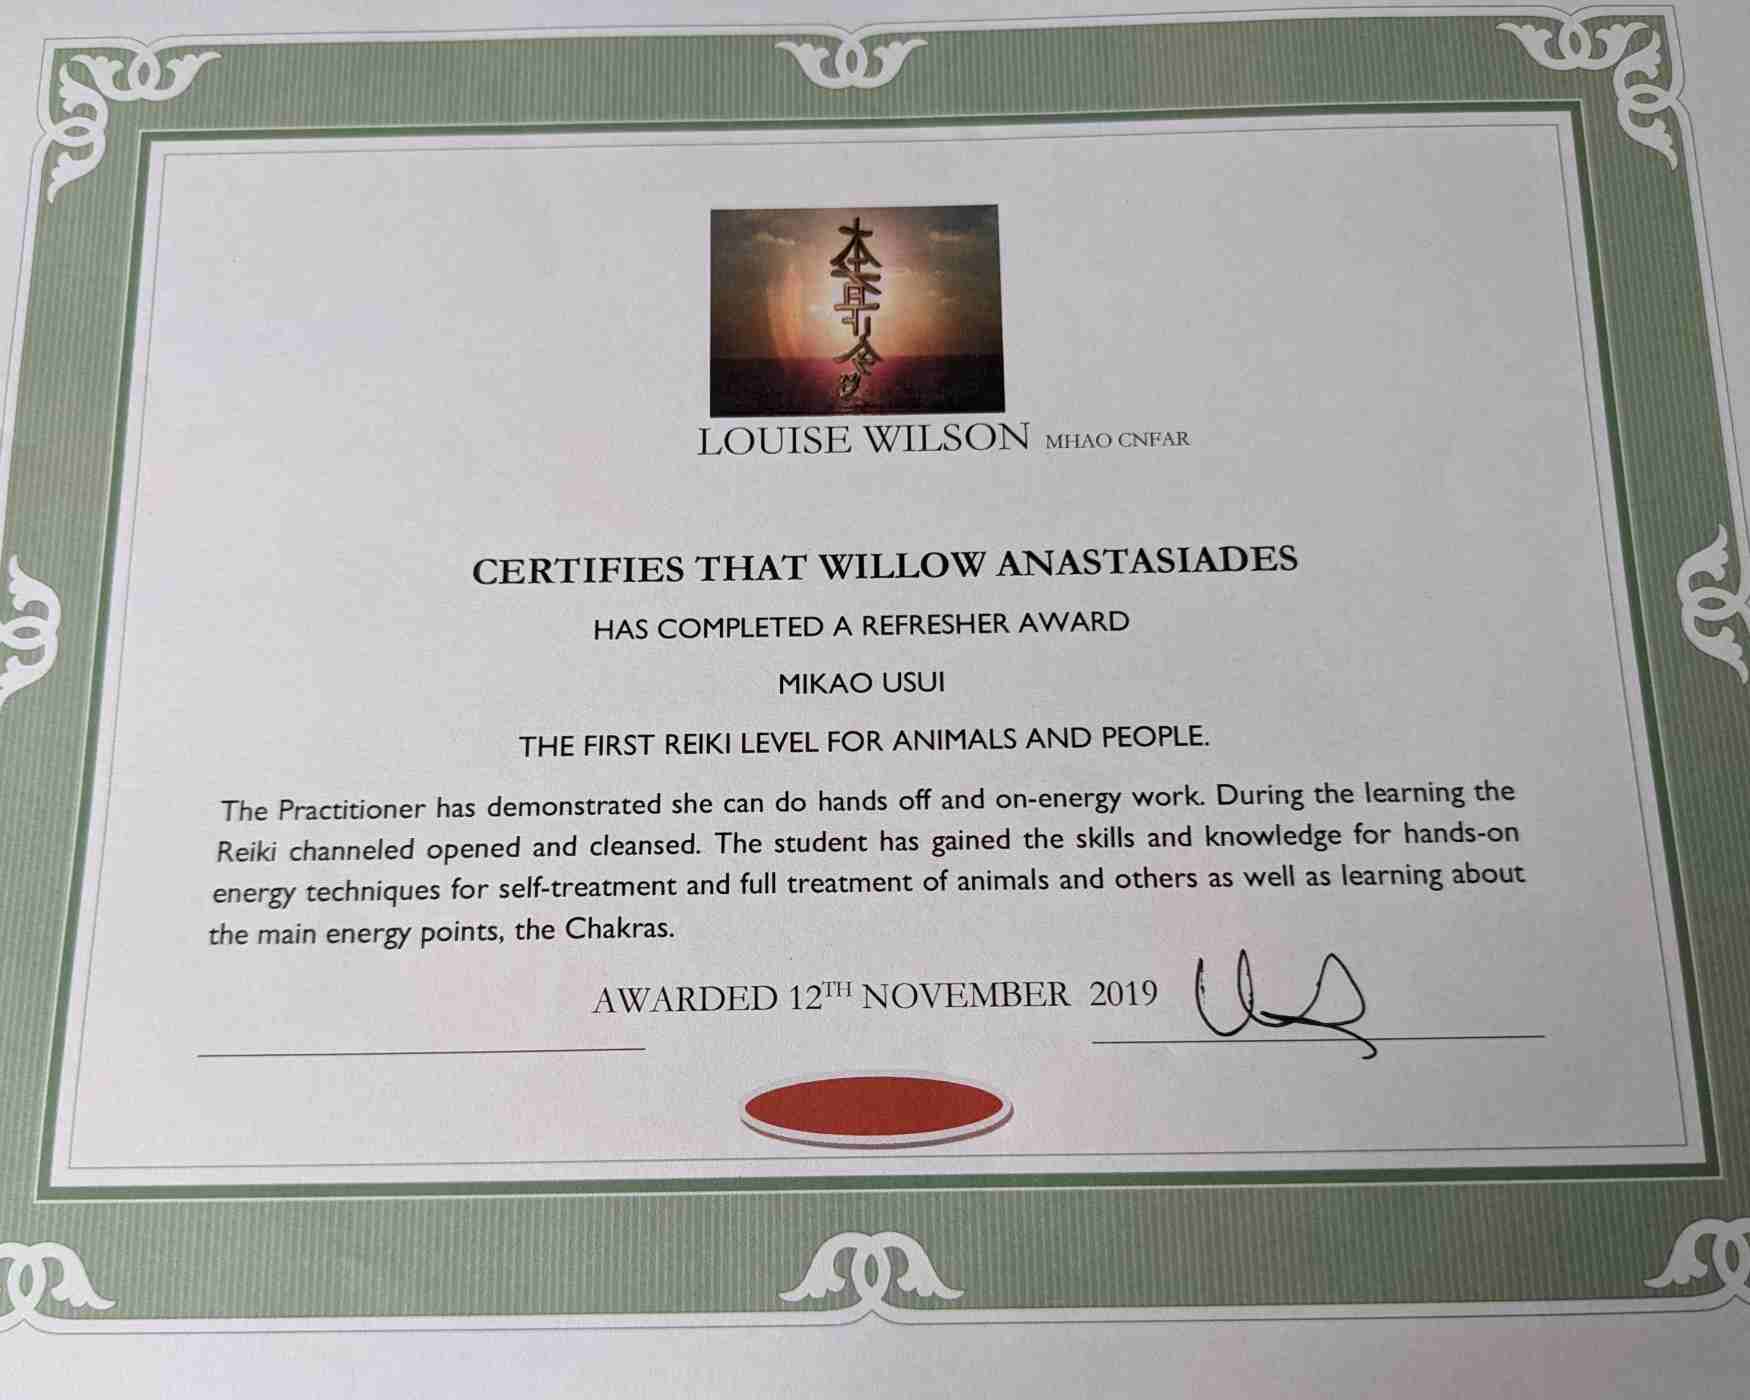 LOUISE WILSON MHAO CNFAR
CERTIFIES THAT WILLOW ANASTASIADES
HAS COMPLETED A REFRESHER AWARD
MIKAO USUI
THE FIRST REIKI LEVEL FOR ANIMALS AND PEOPLE.
The Practitioner has demonstrated she can do hands off and on-energy work. During the learning the
Reiki channeled opened and cleansed. The student has gained the skills and knowledge for hands-on
energy techniques for self-treatment and full treatment of animals and others as well as learning about
the main energy points, the Chakras.
AWARDED 12TH NOVEMBER 2019